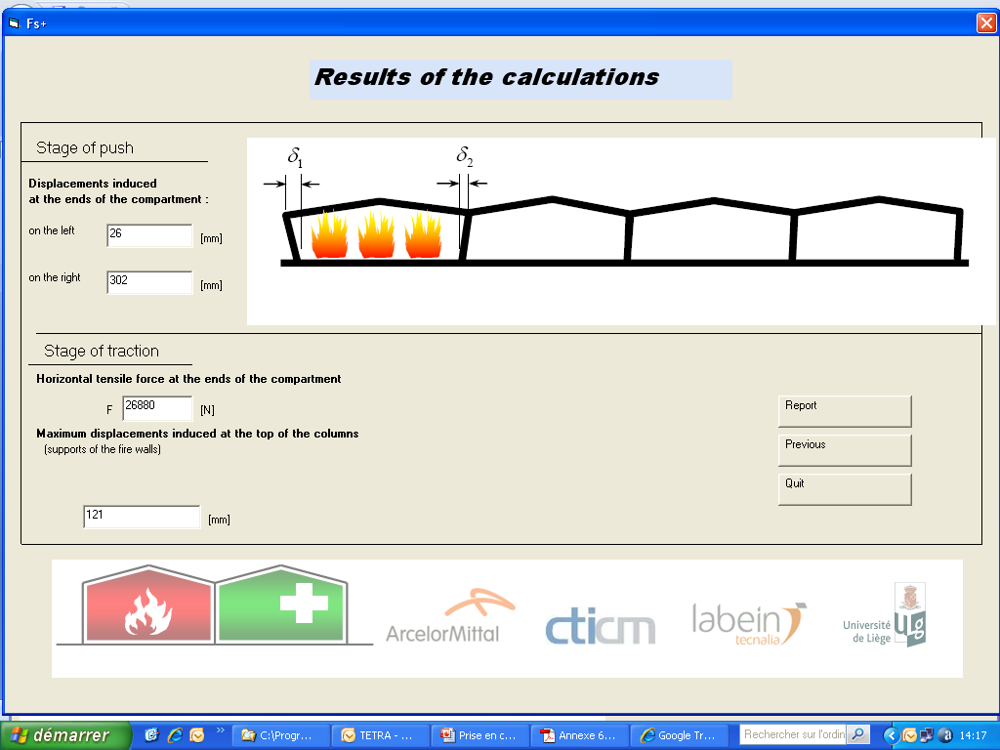 Fs+
Results of the calculations
Stage of push
Displacements induced
at the ends of the compartment :
on the left
26
[mm]
on the right
302
[mm]
δ1
δ2
Stage of traction
Horizontal tensile force at the ends of the compartment
F
26880
[N]
Maximum displacements induced at the top of the columns
(supports of the fire walls)
121
[mm]
Report
Previous
Quit
ArcelorMittal
cticm
labein
tecnalia
Université
de Liège
ulg
démarrer
C:\Progr...
TETRA - ...
Prise en c...
Annexe 6...
Google Tr...
Rechercher sur l'ordin
14:17